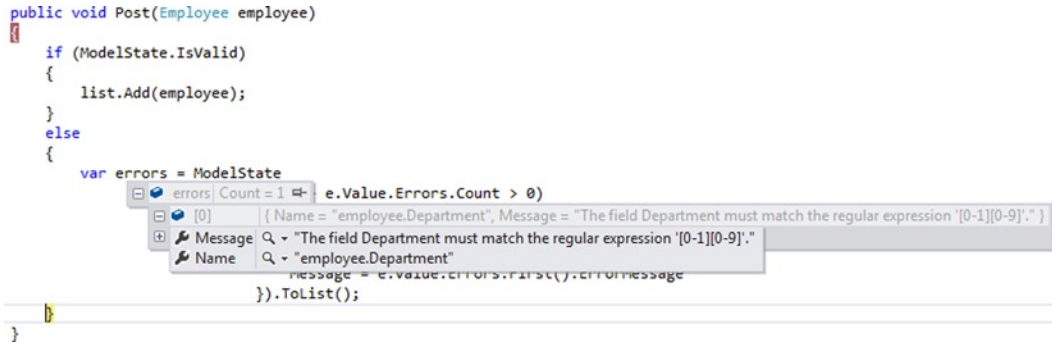 public void Post(Employee employee)
{
if (ModelState.IsValid)
{
list.Add(employee);
}
else
{
var errors = ModelState
errors Count = 1 e.Value.Errors.Count > 0)
[0] { Name = "employee.Department", Message = "The field Department must match the regular expression '[0-1][0-9]'." }
Message "The field Department must match the regular expression '[0-1][0-9]'."
Name "employee.Department"
Message = e.Value.Errors.First().ErrorMessage
}).ToList();
}
}